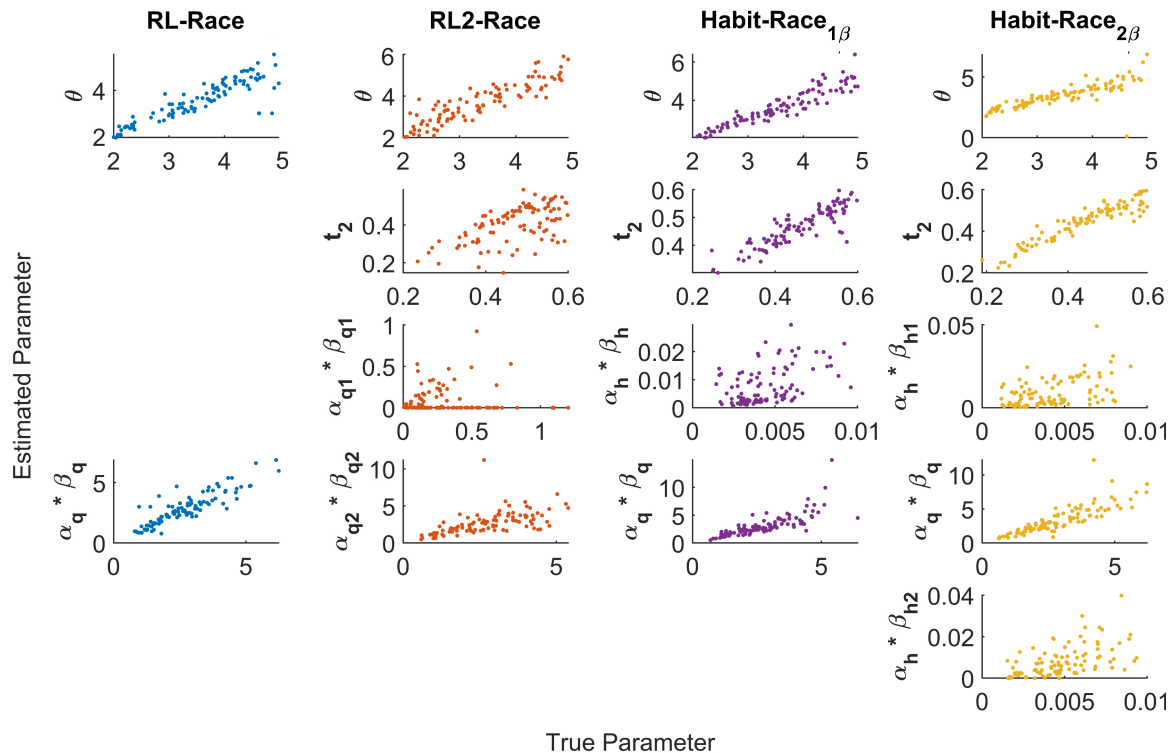 RL-Race RL2-Race Habit-Race1β Habit-Race2β
θ 4 2 2 3 4 5
θ 6 4 2 2 3 4 5
θ 4 2 3 4 5
θ 5 0 2 3 4 5
t2 0.4 0.2 0.2 0.4 0.6
t2 0.6 0.5 0.4 0.2 0.4 0.6
t2 0.6 0.4 0.2 0.2 0.4 0.6
αq1 * βq1 1 0.5 0 0 0.5 1
αh * βh 0.02 0.01 0 0 0.005 0.01
αh * βh1 0.05 0 0 0.005 0.01
Estimated Parameter
αq * βq 5 0 0 5
αq2 * βq2 10 5 0 0 2 4
αq * βq 10 5 0 0 5
αq * βq 10 5 0 0 5
αh * βh2 0.04 0.02 0 0 0.005 0.01
True Parameter